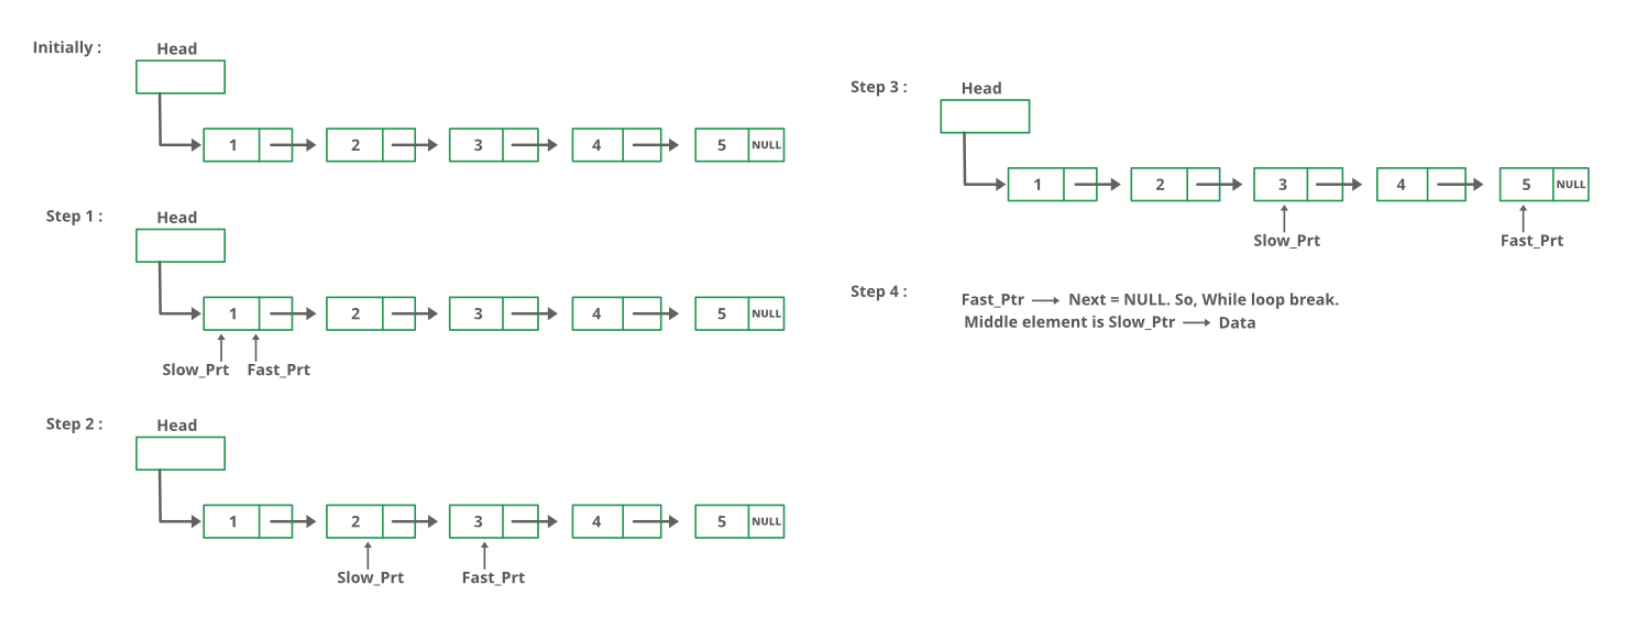 Initially :
Head
1 2 3 4 5 NULL
Step 1 :
Head
1 2 3 4 5 NULL
Slow_Prt Fast_Prt
Step 2 :
Head
1 2 3 4 5 NULL
Slow_Prt Fast_Prt
Step 3 :
Head
1 2 3 4 5 NULL
Slow_Prt Fast_Prt
Step 4 :
Fast_Ptr → Next = NULL. So, While loop break.
Middle element is Slow_Ptr → Data